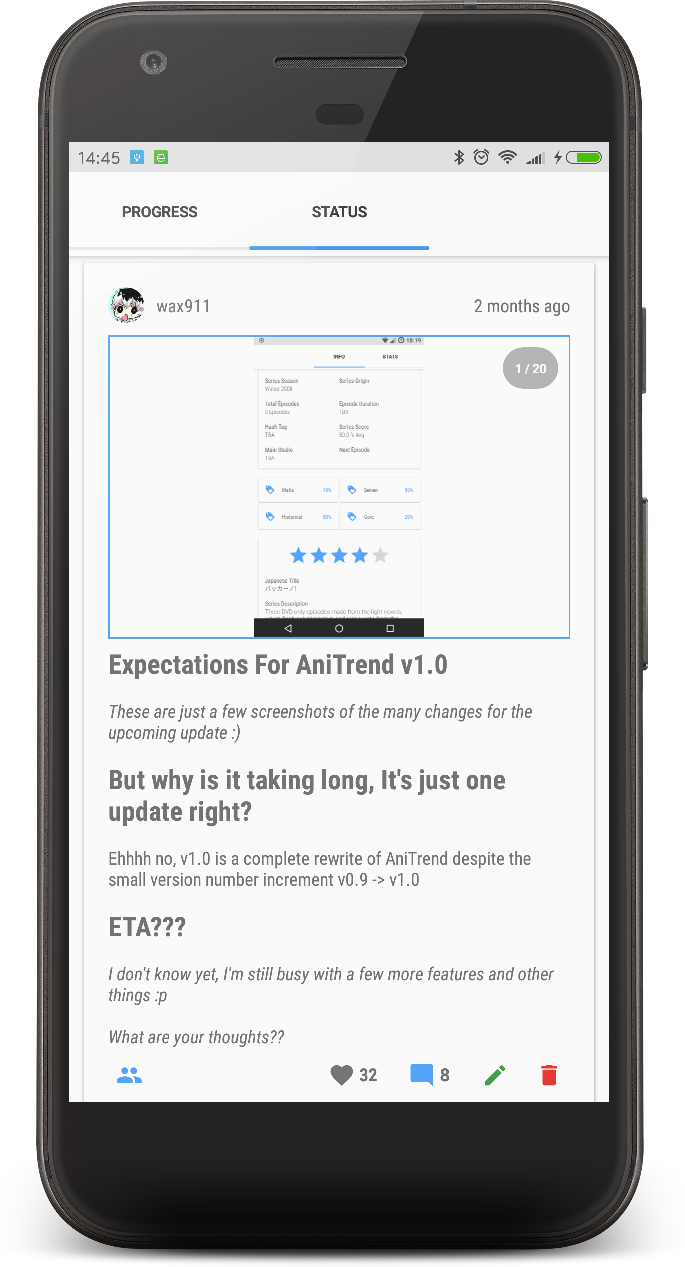 14:45
PROGRESS STATUS
wax911 2 months ago
18:19
INFO STATS
1 / 20
Series Season Series Origin
Winter 2008
Total Episodes Episode Duration
3 Episodes TBA
Hash Tag Series Score
TBA 80.0 % Avg
Main Studio Next Episode
TBA
Mafia Seinen
Historical Gore
Japanese Title
バッカーノ!
Series Description
Three DVD only episodes made from the light novels,
Expectations For AniTrend v1.0
These are just a few screenshots of the many changes for the
upcoming update :)
But why is it taking long, It's just one
update right?
Ehhhh no, v1.0 is a complete rewrite of AniTrend despite the
small version number increment v0.9 -> v1.0
ETA???
I don't know yet, I'm still busy with a few more features and other
things :p
What are your thoughts??
32 8